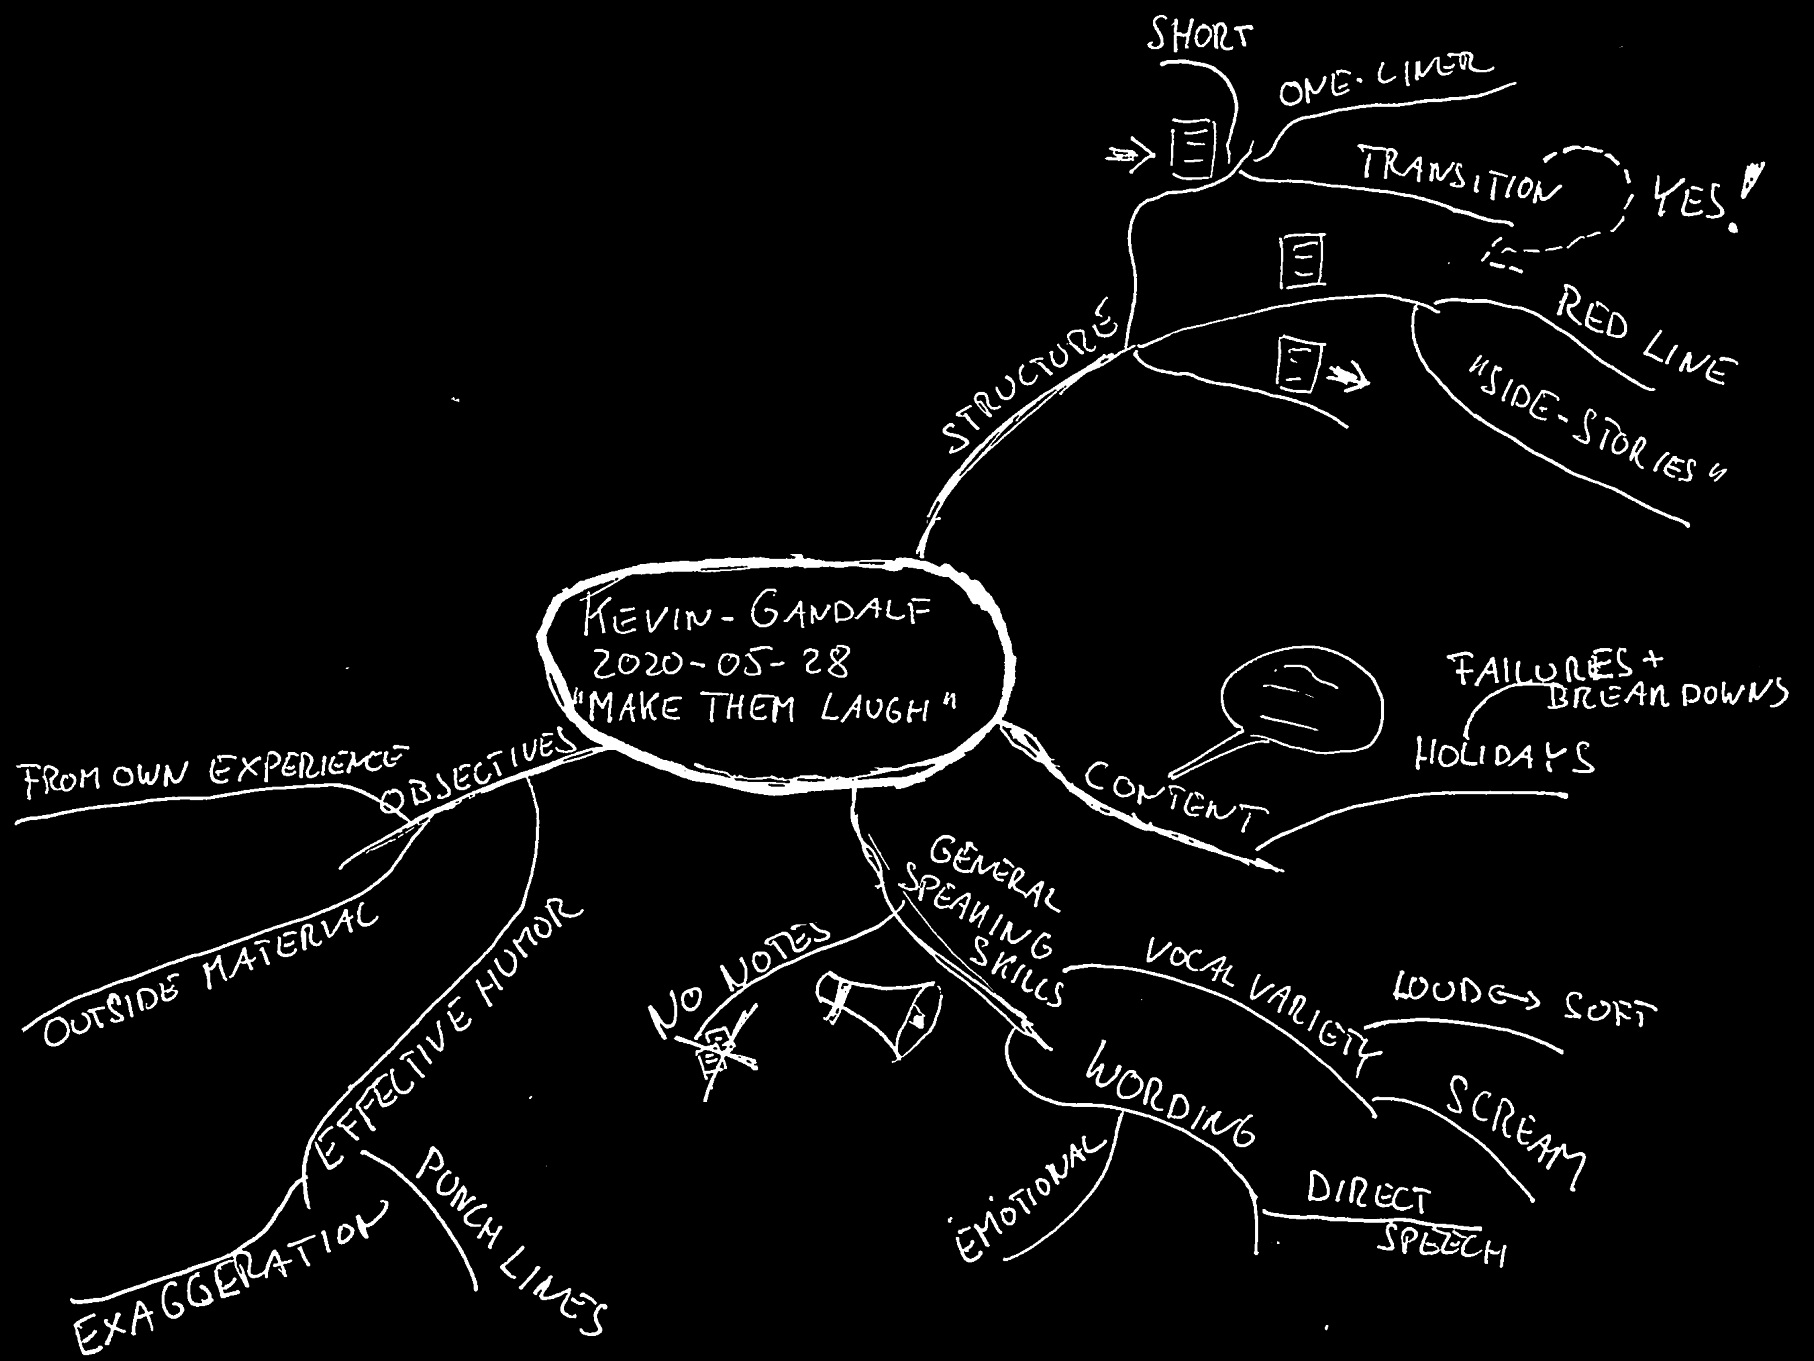 SHORT
ONE-LINER
TRANSITION
YES!
STRUCTURE
RED LINE
"SIDE-STORIES"
KEVIN-GANDALF
2020-05-28
"MAKE THEM LAUGH"
FAILURES +
BREAKDOWNS
HOLIDAYS
CONTENT
GENERAL
SPEAKING
SKILLS
VOCAL VARIETY
LOUD ↔ SOFT
SCREAM
WORDING
EMOTIONAL
DIRECT
SPEECH
NO NOTES
OBJECTIVES
FROM OWN EXPERIENCE
OUTSIDE MATERIAL
EFFECTIVE HUMOR
PUNCH LINES
EXAGGERATION